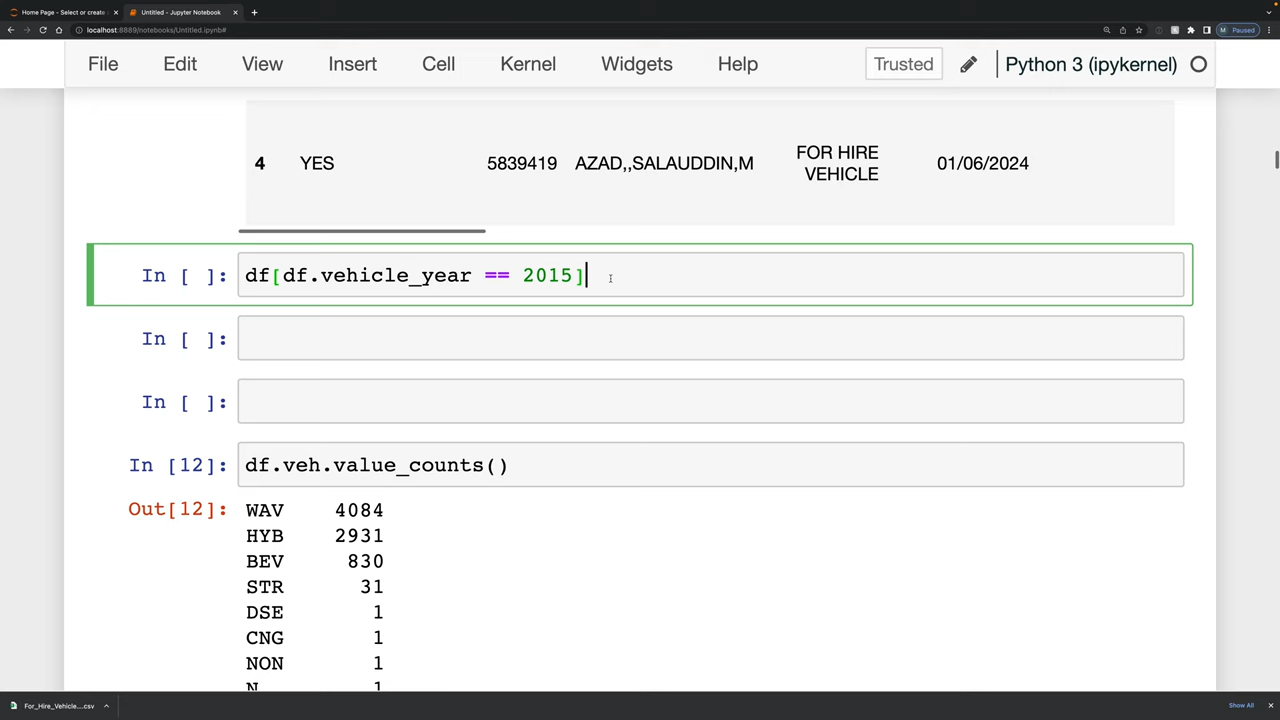 Home Page - Select or create
Untitled - Jupyter Notebook
localhost:8889/notebooks/Untitled.ipynb#
M Paused
File Edit View Insert Cell Kernel Widgets Help Trusted Python 3 (ipykernel)
4 YES 5839419 AZAD,,SALAUDDIN,M FOR HIRE VEHICLE 01/06/2024
In [ ]: df[df.vehicle_year == 2015]
In [ ]:
In [ ]:
In [12]: df.veh.value_counts()
Out[12]: WAV 4084
HYB 2931
BEV 830
STR 31
DSE 1
CNG 1
NON 1
N 1
For_Hire_Vehicle....csv
Show All